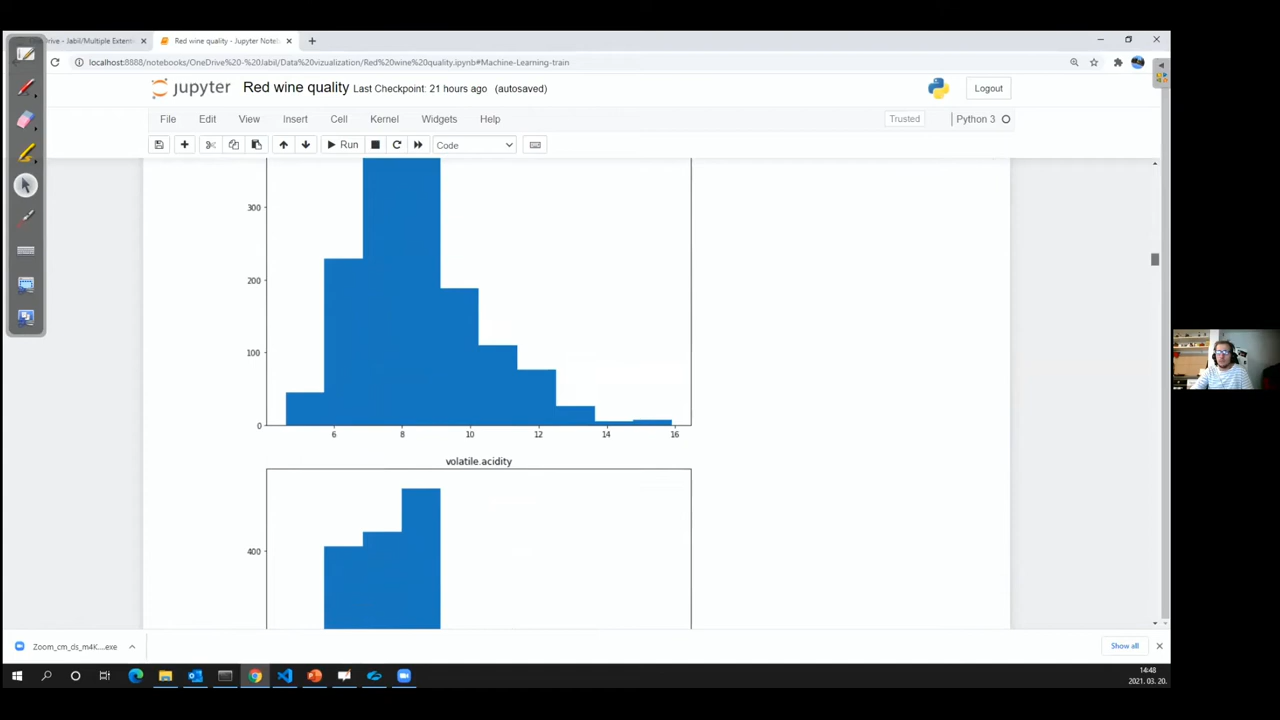 Drive - Jabil/Multiple Extern
Red wine quality - Jupyter Noteb
localhost:8888/notebooks/OneDrive%20-%20Jabil/Data%20vizualization/Red%20wine%20quality.ipynb#Machine-Learning-train
jupyter Red wine quality Last Checkpoint: 21 hours ago (autosaved)
Logout
File Edit View Insert Cell Kernel Widgets Help
Trusted
Python 3
Run
Code
300
200
100
0
6 8 10 12 14 16
volatile.acidity
400
Zoom_cm_ds_m4K....exe
Show all
14:48
2021. 03. 20.